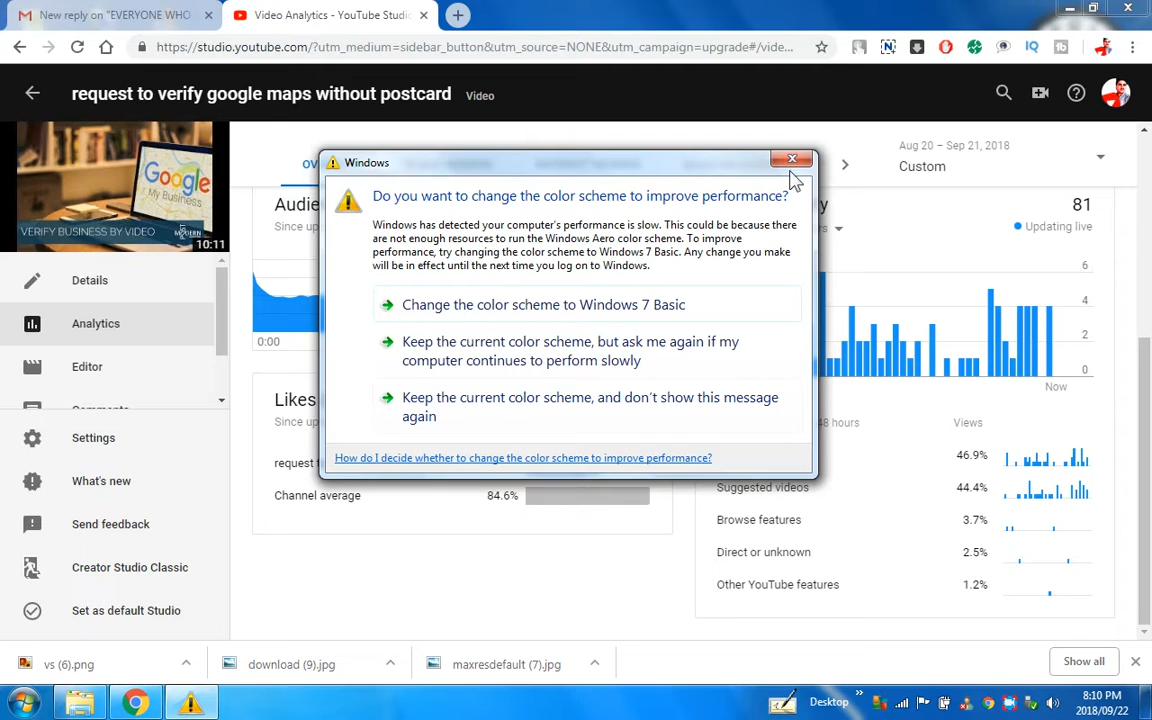 New reply on "EVERYONE WHO
Video Analytics - YouTube Studio
https://studio.youtube.com/?utm_medium=sidebar_button&utm_source=NONE&utm_campaign=upgrade#/vide...
request to verify google maps without postcard Video
Google
My Business
VERIFY BUSINESS BY VIDEO
10:11
Details
Analytics
Editor
Settings
What's new
Send feedback
Creator Studio Classic
Set as default Studio
Aug 20 – Sep 21, 2018
Custom
Windows
Do you want to change the color scheme to improve performance?
Windows has detected your computer's performance is slow. This could be because there
are not enough resources to run the Windows Aero color scheme. To improve
performance, try changing the color scheme to Windows 7 Basic. Any change you make
will be in effect until the next time you log on to Windows.
Change the color scheme to Windows 7 Basic
Keep the current color scheme, but ask me again if my
computer continues to perform slowly
Keep the current color scheme, and don't show this message
again
How do I decide whether to change the color scheme to improve performance?
Audie
Since up
0:00
Likes
Since up
request t
Channel average 84.6%
81
Updating live
6
4
2
0
Now
48 hours Views
46.9%
Suggested videos 44.4%
Browse features 3.7%
Direct or unknown 2.5%
Other YouTube features 1.2%
vs (6).png
download (9).jpg
maxresdefault (7).jpg
Show all
Desktop
8:10 PM
2018/09/22